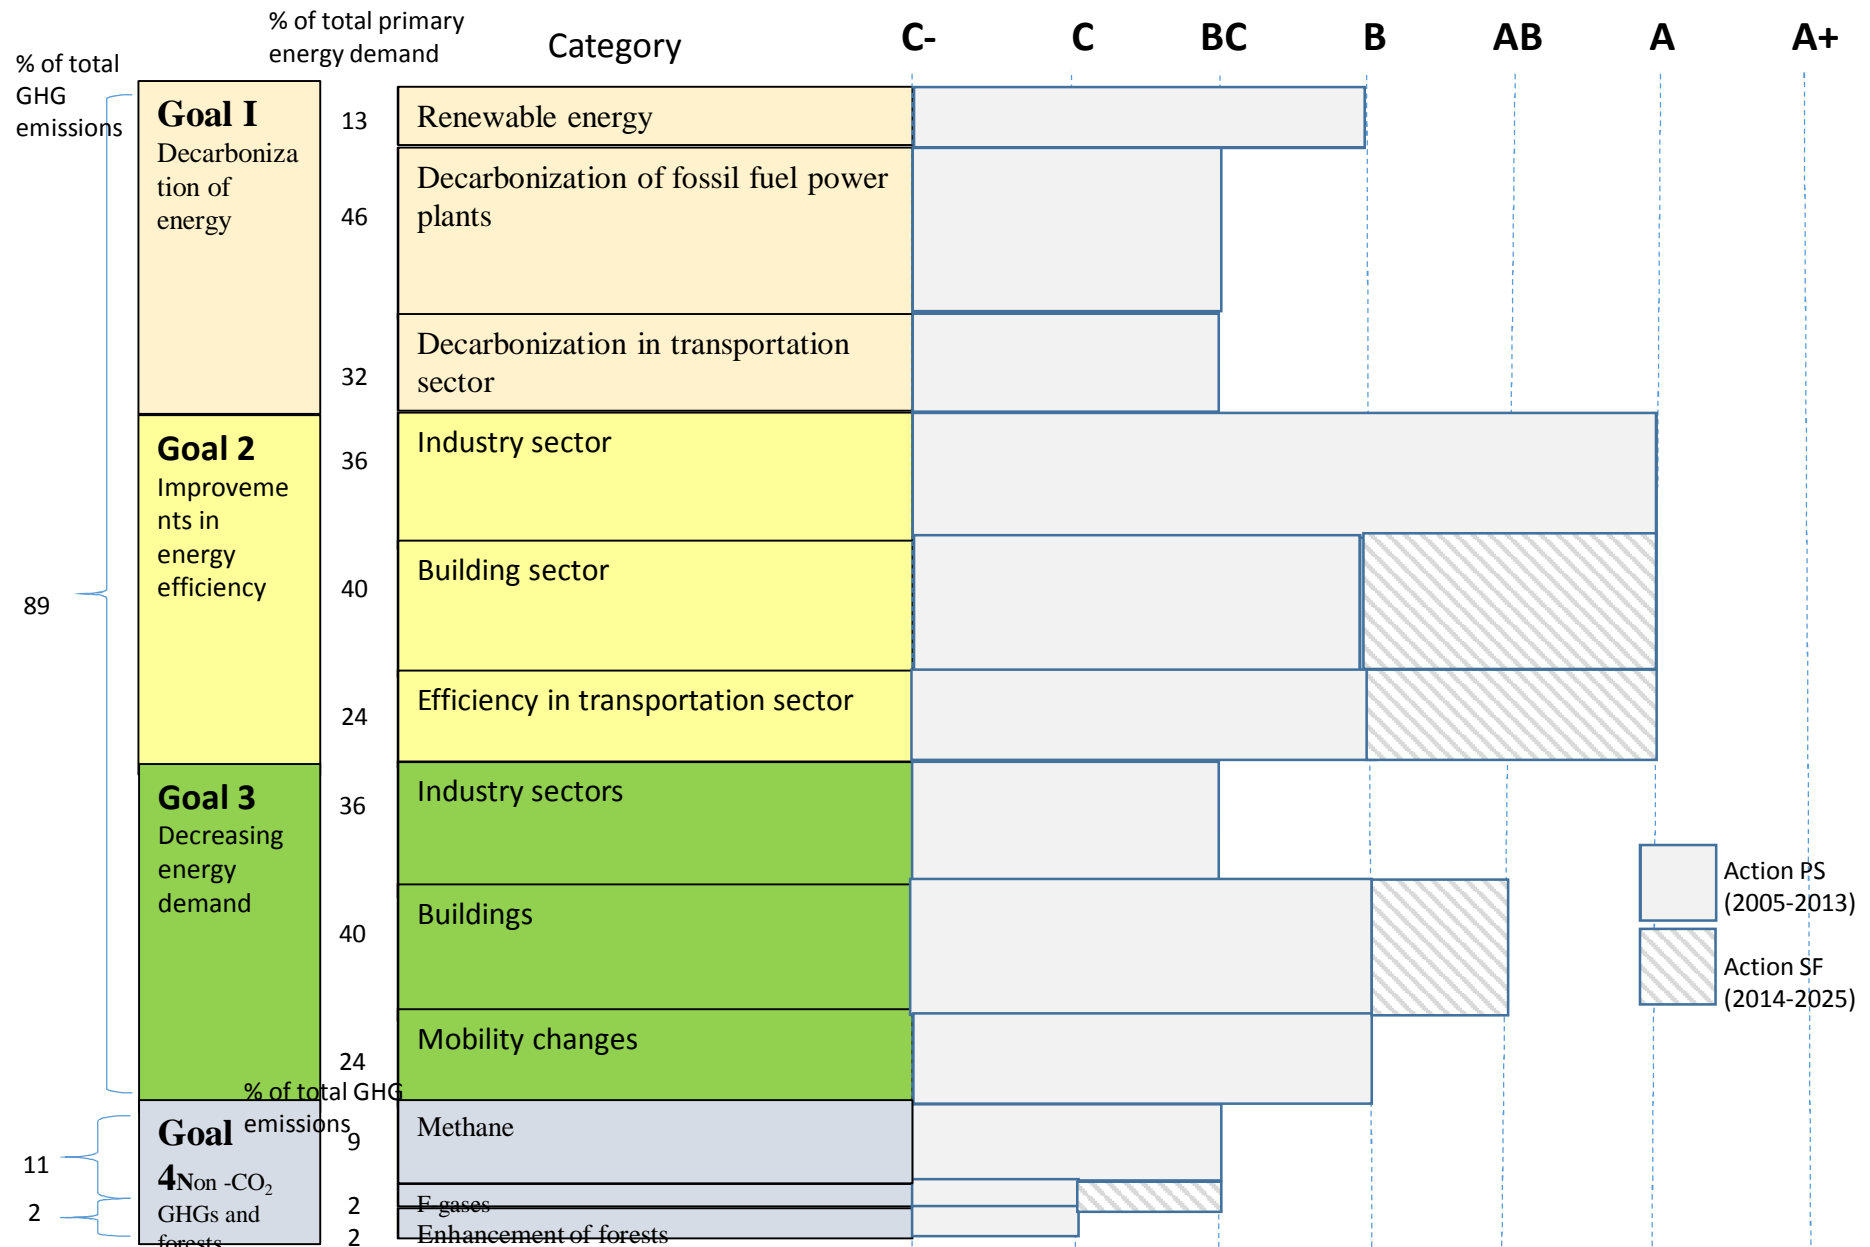 % of total primary
energy demand
Category
C-
C
BC
B
AB
A
A+
% of total
GHG
emissions
Goal I
Decarboniza
tion of
energy
13
Renewable energy
46
Decarbonization of fossil fuel power
plants
32
Decarbonization in transportation
sector
Goal 2
Improveme
nts in
energy
efficiency
36
Industry sector
40
Building sector
89
24
Efficiency in transportation sector
Goal 3
Decreasing
energy
demand
36
Industry sectors
40
Buildings
24
Mobility changes
Action PS
(2005-2013)
Action SF
(2014-2025)
% of total GHG
emissions
Goal
4Non -CO₂
GHGs and
forests
9
Methane
11
2
F-gases
2
2
Enhancement of forests